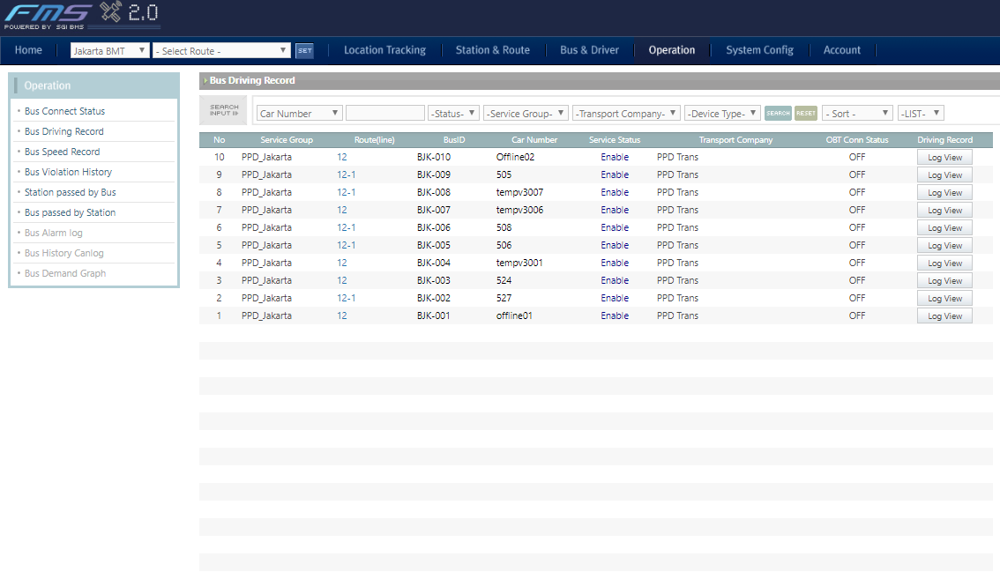 FMS 2.0
POWERED BY SGI BMS
Home Jakarta BMT - Select Route - SET Location Tracking Station & Route Bus & Driver Operation System Config Account
Operation
Bus Connect Status
Bus Driving Record
Bus Speed Record
Bus Violation History
Station passed by Bus
Bus passed by Station
Bus Alarm log
Bus History Canlog
Bus Demand Graph
Bus Driving Record
SEARCH
INPUT
Car Number -Status- -Service Group- -Transport Company- -Device Type- SEARCH RESET - Sort - -LIST-
No Service Group Route(line) BusID Car Number Service Status Transport Company OBT Conn Status Driving Record
10 PPD_Jakarta 12 BJK-010 Offline02 Enable PPD Trans OFF Log View
9 PPD_Jakarta 12-1 BJK-009 505 Enable PPD Trans OFF Log View
8 PPD_Jakarta 12-1 BJK-008 tempv3007 Enable PPD Trans OFF Log View
7 PPD_Jakarta 12 BJK-007 tempv3006 Enable PPD Trans OFF Log View
6 PPD_Jakarta 12-1 BJK-006 508 Enable PPD Trans OFF Log View
5 PPD_Jakarta 12-1 BJK-005 506 Enable PPD Trans OFF Log View
4 PPD_Jakarta 12 BJK-004 tempv3001 Enable PPD Trans OFF Log View
3 PPD_Jakarta 12 BJK-003 524 Enable PPD Trans OFF Log View
2 PPD_Jakarta 12-1 BJK-002 527 Enable PPD Trans OFF Log View
1 PPD_Jakarta 12 BJK-001 offline01 Enable PPD Trans OFF Log View